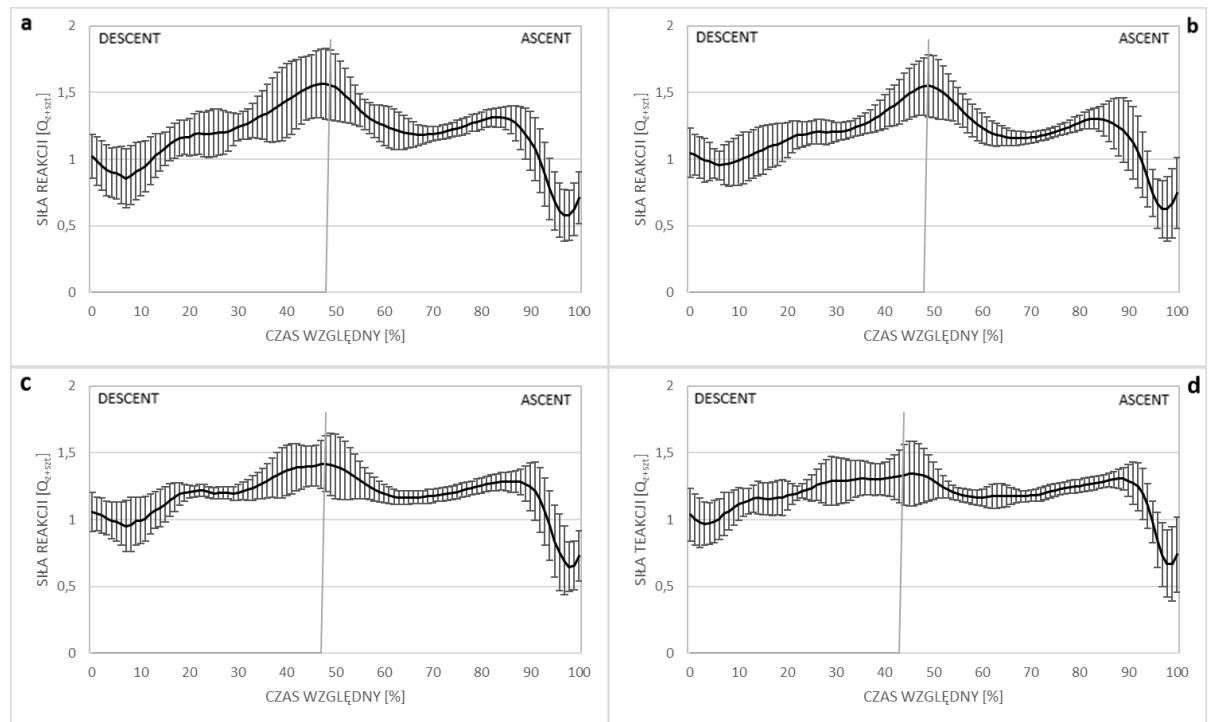 a
DESCENT
ASCENT
2
1,5
1
0,5
0
SIŁA REAKCJI [Qz+szt]
0 10 20 30 40 50 60 70 80 90 100
CZAS WZGLĘDNY [%]
b
DESCENT
ASCENT
2
1,5
1
0,5
0
SIŁA REAKCJI [Qz+szt]
0 10 20 30 40 50 60 70 80 90 100
CZAS WZGLĘDNY [%]
c
DESCENT
ASCENT
2
1,5
1
0,5
0
SIŁA REAKCJI [Qz+szt]
0 10 20 30 40 50 60 70 80 90 100
CZAS WZGLĘDNY [%]
d
DESCENT
ASCENT
2
1,5
1
0,5
0
SIŁA TEAKCJI [Qz+szt]
0 10 20 30 40 50 60 70 80 90 100
CZAS WZGLĘDNY [%]